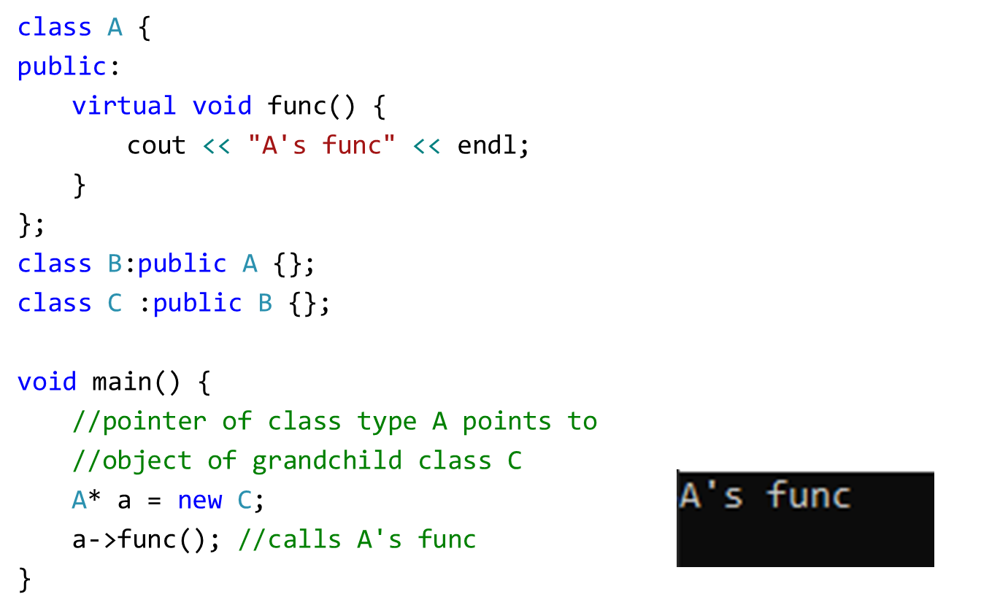 class A {
public:
    virtual void func() {
        cout << "A's func" << endl;
    }
};
class B:public A {};
class C :public B {};

void main() {
    //pointer of class type A points to
    //object of grandchild class C
    A* a = new C;
    a->func(); //calls A's func
}
A's func